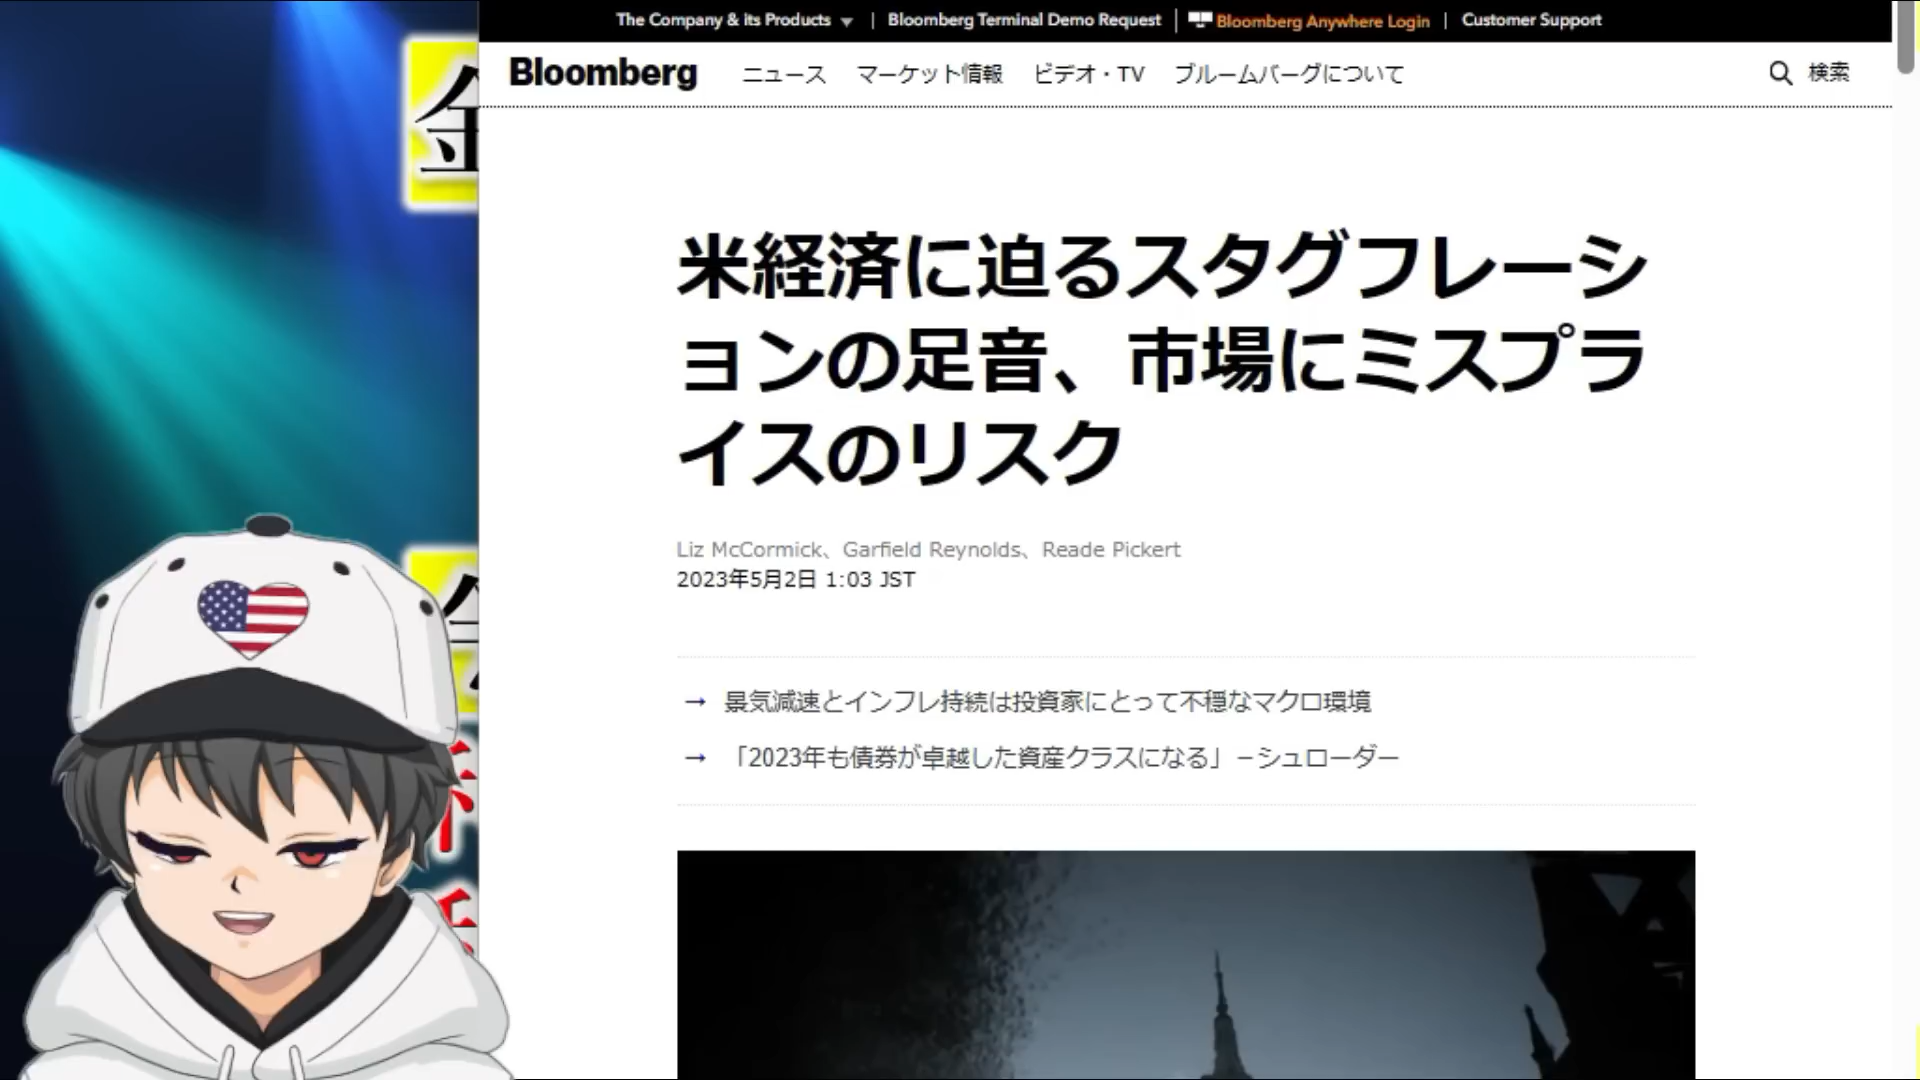 The Company & its Products
Bloomberg Terminal Demo Request
Bloomberg Anywhere Login
Customer Support
Bloomberg
ニュース
マーケット情報
ビデオ・TV
ブルームバーグについて
検索
米経済に迫るスタグフレーシ
ョンの足音、市場にミスプラ
イスのリスク
Liz McCormick、Garfield Reynolds、Reade Pickert
2023年5月2日 1:03 JST
→ 景気減速とインフレ持続は投資家にとって不穏なマクロ環境
→ 「2023年も債券が卓越した資産クラスになる」－シュローダー